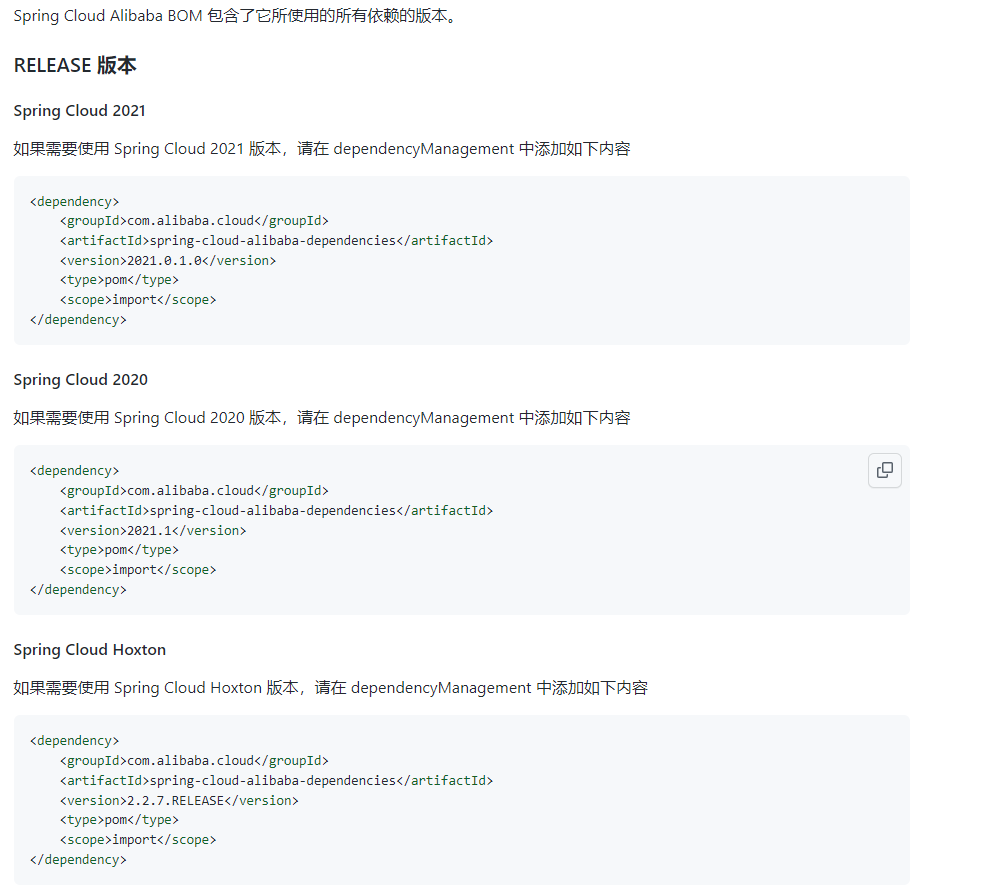 Spring Cloud Alibaba BOM 包含了它所使用的所有依赖的版本。
RELEASE 版本
Spring Cloud 2021
如果需要使用 Spring Cloud 2021 版本，请在 dependencyManagement 中添加如下内容
<dependency>
    <groupId>com.alibaba.cloud</groupId>
    <artifactId>spring-cloud-alibaba-dependencies</artifactId>
    <version>2021.0.1.0</version>
    <type>pom</type>
    <scope>import</scope>
</dependency>
Spring Cloud 2020
如果需要使用 Spring Cloud 2020 版本，请在 dependencyManagement 中添加如下内容
<dependency>
    <groupId>com.alibaba.cloud</groupId>
    <artifactId>spring-cloud-alibaba-dependencies</artifactId>
    <version>2021.1</version>
    <type>pom</type>
    <scope>import</scope>
</dependency>
Spring Cloud Hoxton
如果需要使用 Spring Cloud Hoxton 版本，请在 dependencyManagement 中添加如下内容
<dependency>
    <groupId>com.alibaba.cloud</groupId>
    <artifactId>spring-cloud-alibaba-dependencies</artifactId>
    <version>2.2.7.RELEASE</version>
    <type>pom</type>
    <scope>import</scope>
</dependency>